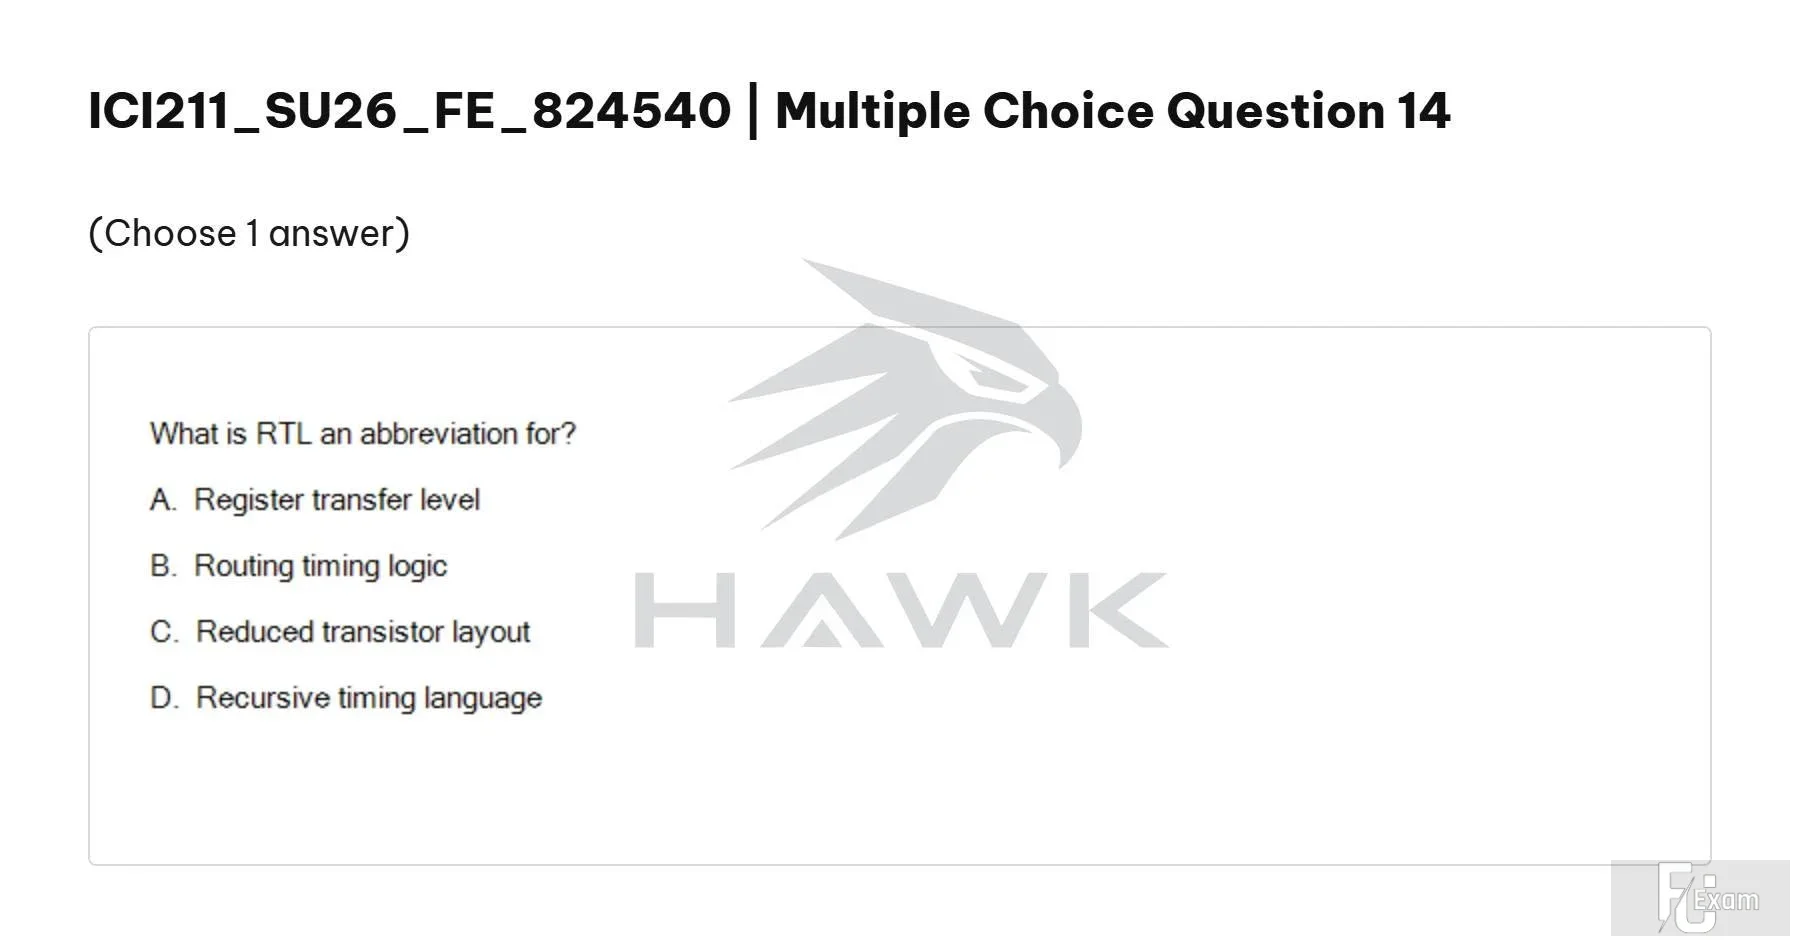 ICI211_SU26_FE_824540 | Multiple Choice Question 14
(Choose 1 answer)
What is RTL an abbreviation for?
A. Register transfer level
B. Routing timing logic
C. Reduced transistor layout
D. Recursive timing language
HAWK
FU Exam